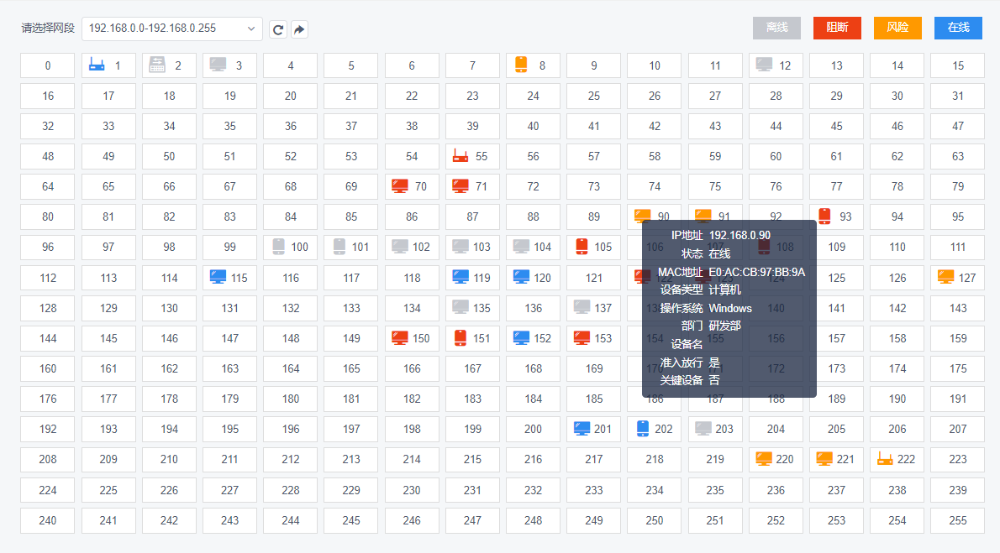 请选择网段 192.168.0.0-192.168.0.255 离线 阻断 风险 在线
0 1 2 3 4 5 6 7 8 9 10 11 12 13 14 15
16 17 18 19 20 21 22 23 24 25 26 27 28 29 30 31
32 33 34 35 36 37 38 39 40 41 42 43 44 45 46 47
48 49 50 51 52 53 54 55 56 57 58 59 60 61 62 63
64 65 66 67 68 69 70 71 72 73 74 75 76 77 78 79
80 81 82 83 84 85 86 87 88 89 90 91 92 93 94 95
96 97 98 99 100 101 102 103 104 105 106 108 109 110 111
112 113 114 115 116 117 118 119 120 121 122 125 126 127
128 129 130 131 132 133 134 135 136 137 140 141 142 143
144 145 146 147 148 149 150 151 152 153 154 155 156 157 158 159
160 161 162 163 164 165 166 167 168 169 170 171 172 173 174 175
176 177 178 179 180 181 182 183 184 185 186 187 188 189 190 191
192 193 194 195 196 197 198 199 200 201 202 203 204 205 206 207
208 209 210 211 212 213 214 215 216 217 218 219 220 221 222 223
224 225 226 227 228 229 230 231 232 233 234 235 236 237 238 239
240 241 242 243 244 245 246 247 248 249 250 251 252 253 254 255
IP地址 192.168.0.90
状态 在线
MAC地址 E0:AC:CB:97:BB:9A
设备类型 计算机
操作系统 Windows
部门 研发部
设备名
准入放行 是
关键设备 否